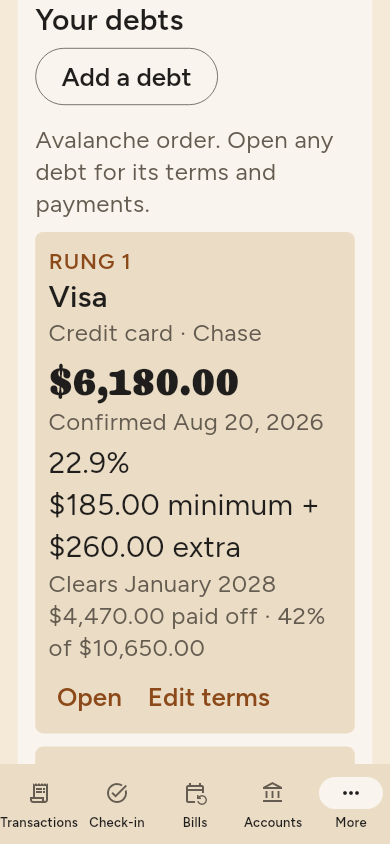 Your debts
Add a debt
Avalanche order. Open any
debt for its terms and
payments.
RUNG 1
Visa
Credit card · Chase
$6,180.00
Confirmed Aug 20, 2026
22.9%
$185.00 minimum +
$260.00 extra
Clears January 2028
$4,470.00 paid off · 42%
of $10,650.00
Open Edit terms
Transactions Check-in Bills Accounts More